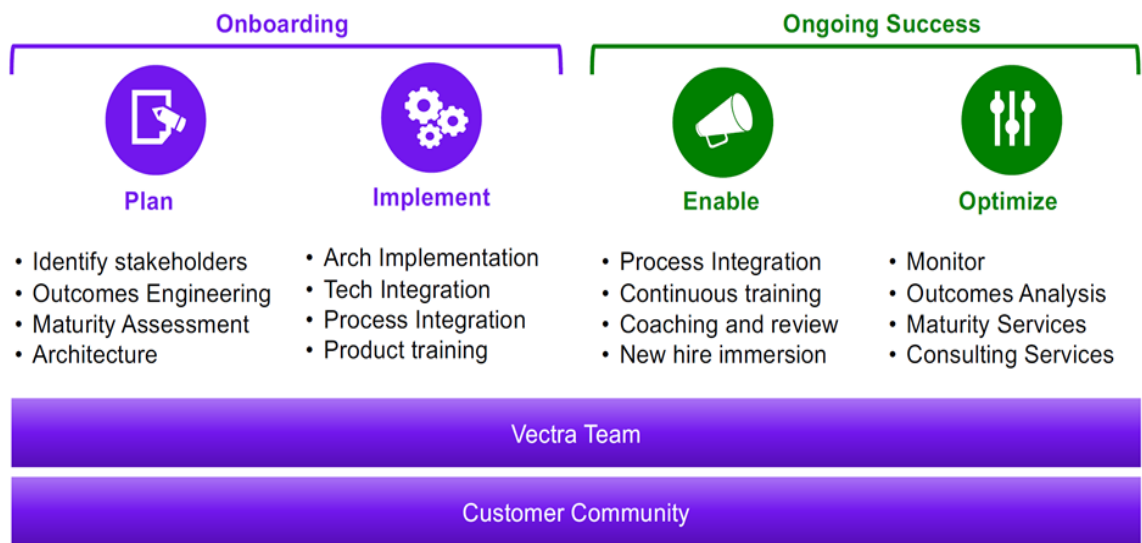 Onboarding
Ongoing Success
Plan
• Identify stakeholders
• Outcomes Engineering
• Maturity Assessment
• Architecture
Implement
• Arch Implementation
• Tech Integration
• Process Integration
• Product training
Enable
• Process Integration
• Continuous training
• Coaching and review
• New hire immersion
Optimize
• Monitor
• Outcomes Analysis
• Maturity Services
• Consulting Services
Vectra Team
Customer Community